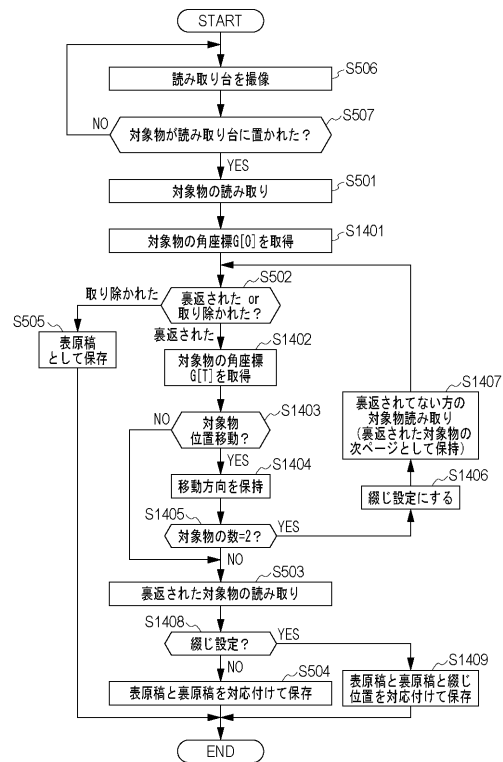 START
S506
読み取り台を撮像
S507
対象物が読み取り台に置かれた？
NO
YES
S501
対象物の読み取り
S1401
対象物の角座標G[0]を取得
S502
裏返された or
取り除かれた？
取り除かれた
裏返された
S505
表原稿
として保存
S1402
対象物の角座標
G[T]を取得
S1403
対象物
位置移動？
NO
YES
S1404
移動方向を保持
S1405
対象物の数=2？
YES
NO
S1406
綴じ設定にする
S1407
裏返されてない方の
対象物読み取り
(裏返された対象物の
次ページとして保持)
S503
裏返された対象物の読み取り
S1408
綴じ設定？
YES
NO
S504
表原稿と裏原稿を対応付けて保存
S1409
表原稿と裏原稿と綴じ
位置を対応付けて保存
END